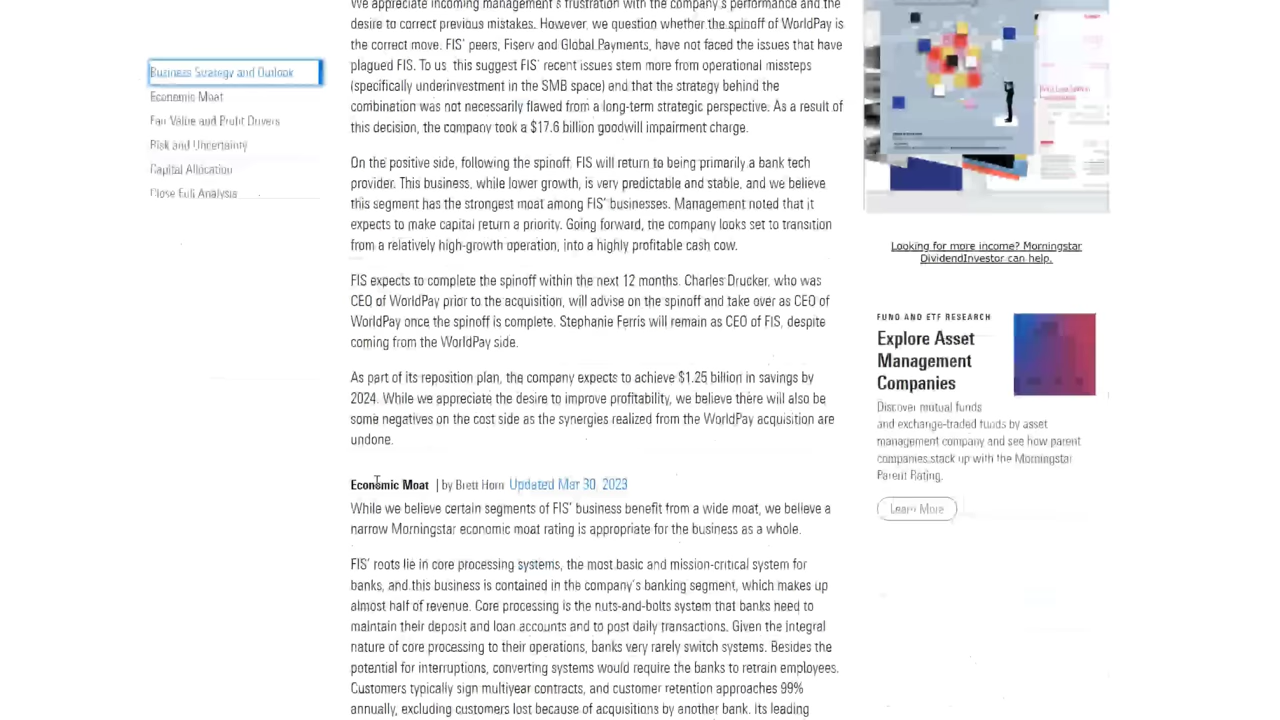 We appreciate incoming management's frustration with the company's performance and the
desire to correct previous mistakes. However, we question whether the spinoff of WorldPay is
the correct move. FIS' peers, Fiserv and Global Payments, have not faced the issues that have
plagued FIS. To us this suggest FIS' recent issues stem more from operational missteps
(specifically underinvestment in the SMB space) and that the strategy behind the
combination was not necessarily flawed from a long-term strategic perspective. As a result of
this decision, the company took a $17.6 billion goodwill impairment charge.
On the positive side, following the spinoff, FIS will return to being primarily a bank tech
provider. This business, while lower growth, is very predictable and stable, and we believe
this segment has the strongest moat among FIS' businesses. Management noted that it
expects to make capital return a priority. Going forward, the company looks set to transition
from a relatively high-growth operation, into a highly profitable cash cow.
FIS expects to complete the spinoff within the next 12 months. Charles Drucker, who was
CEO of WorldPay prior to the acquisition, will advise on the spinoff and take over as CEO of
WorldPay once the spinoff is complete. Stephanie Ferris will remain as CEO of FIS, despite
coming from the WorldPay side.
As part of its reposition plan, the company expects to achieve $1.25 billion in savings by
2024. While we appreciate the desire to improve profitability, we believe there will also be
some negatives on the cost side as the synergies realized from the WorldPay acquisition are
undone.
Economic Moat | by Brett Horn Updated Mar 30, 2023
While we believe certain segments of FIS' business benefit from a wide moat, we believe a
narrow Morningstar economic moat rating is appropriate for the business as a whole.
FIS' roots lie in core processing systems, the most basic and mission-critical system for
banks, and this business is contained in the company's banking segment, which makes up
almost half of revenue. Core processing is the nuts-and-bolts system that banks need to
maintain their deposit and loan accounts and to post daily transactions. Given the integral
nature of core processing to their operations, banks very rarely switch systems. Besides the
potential for interruptions, converting systems would require the banks to retrain employees.
Customers typically sign multiyear contracts, and customer retention approaches 99%
annually, excluding customers lost because of acquisitions by another bank. Its leading
Business Strategy and Outlook
Economic Moat
Fair Value and Profit Drivers
Risk and Uncertainty
Capital Allocation
Close Full Analysis
Looking for more income? Morningstar
DividendInvestor can help.
FUND AND ETF RESEARCH
Explore Asset
Management
Companies
Discover mutual funds
and exchange-traded funds by asset
management company and see how parent
companies stack up with the Morningstar
Parent Rating.
Learn More